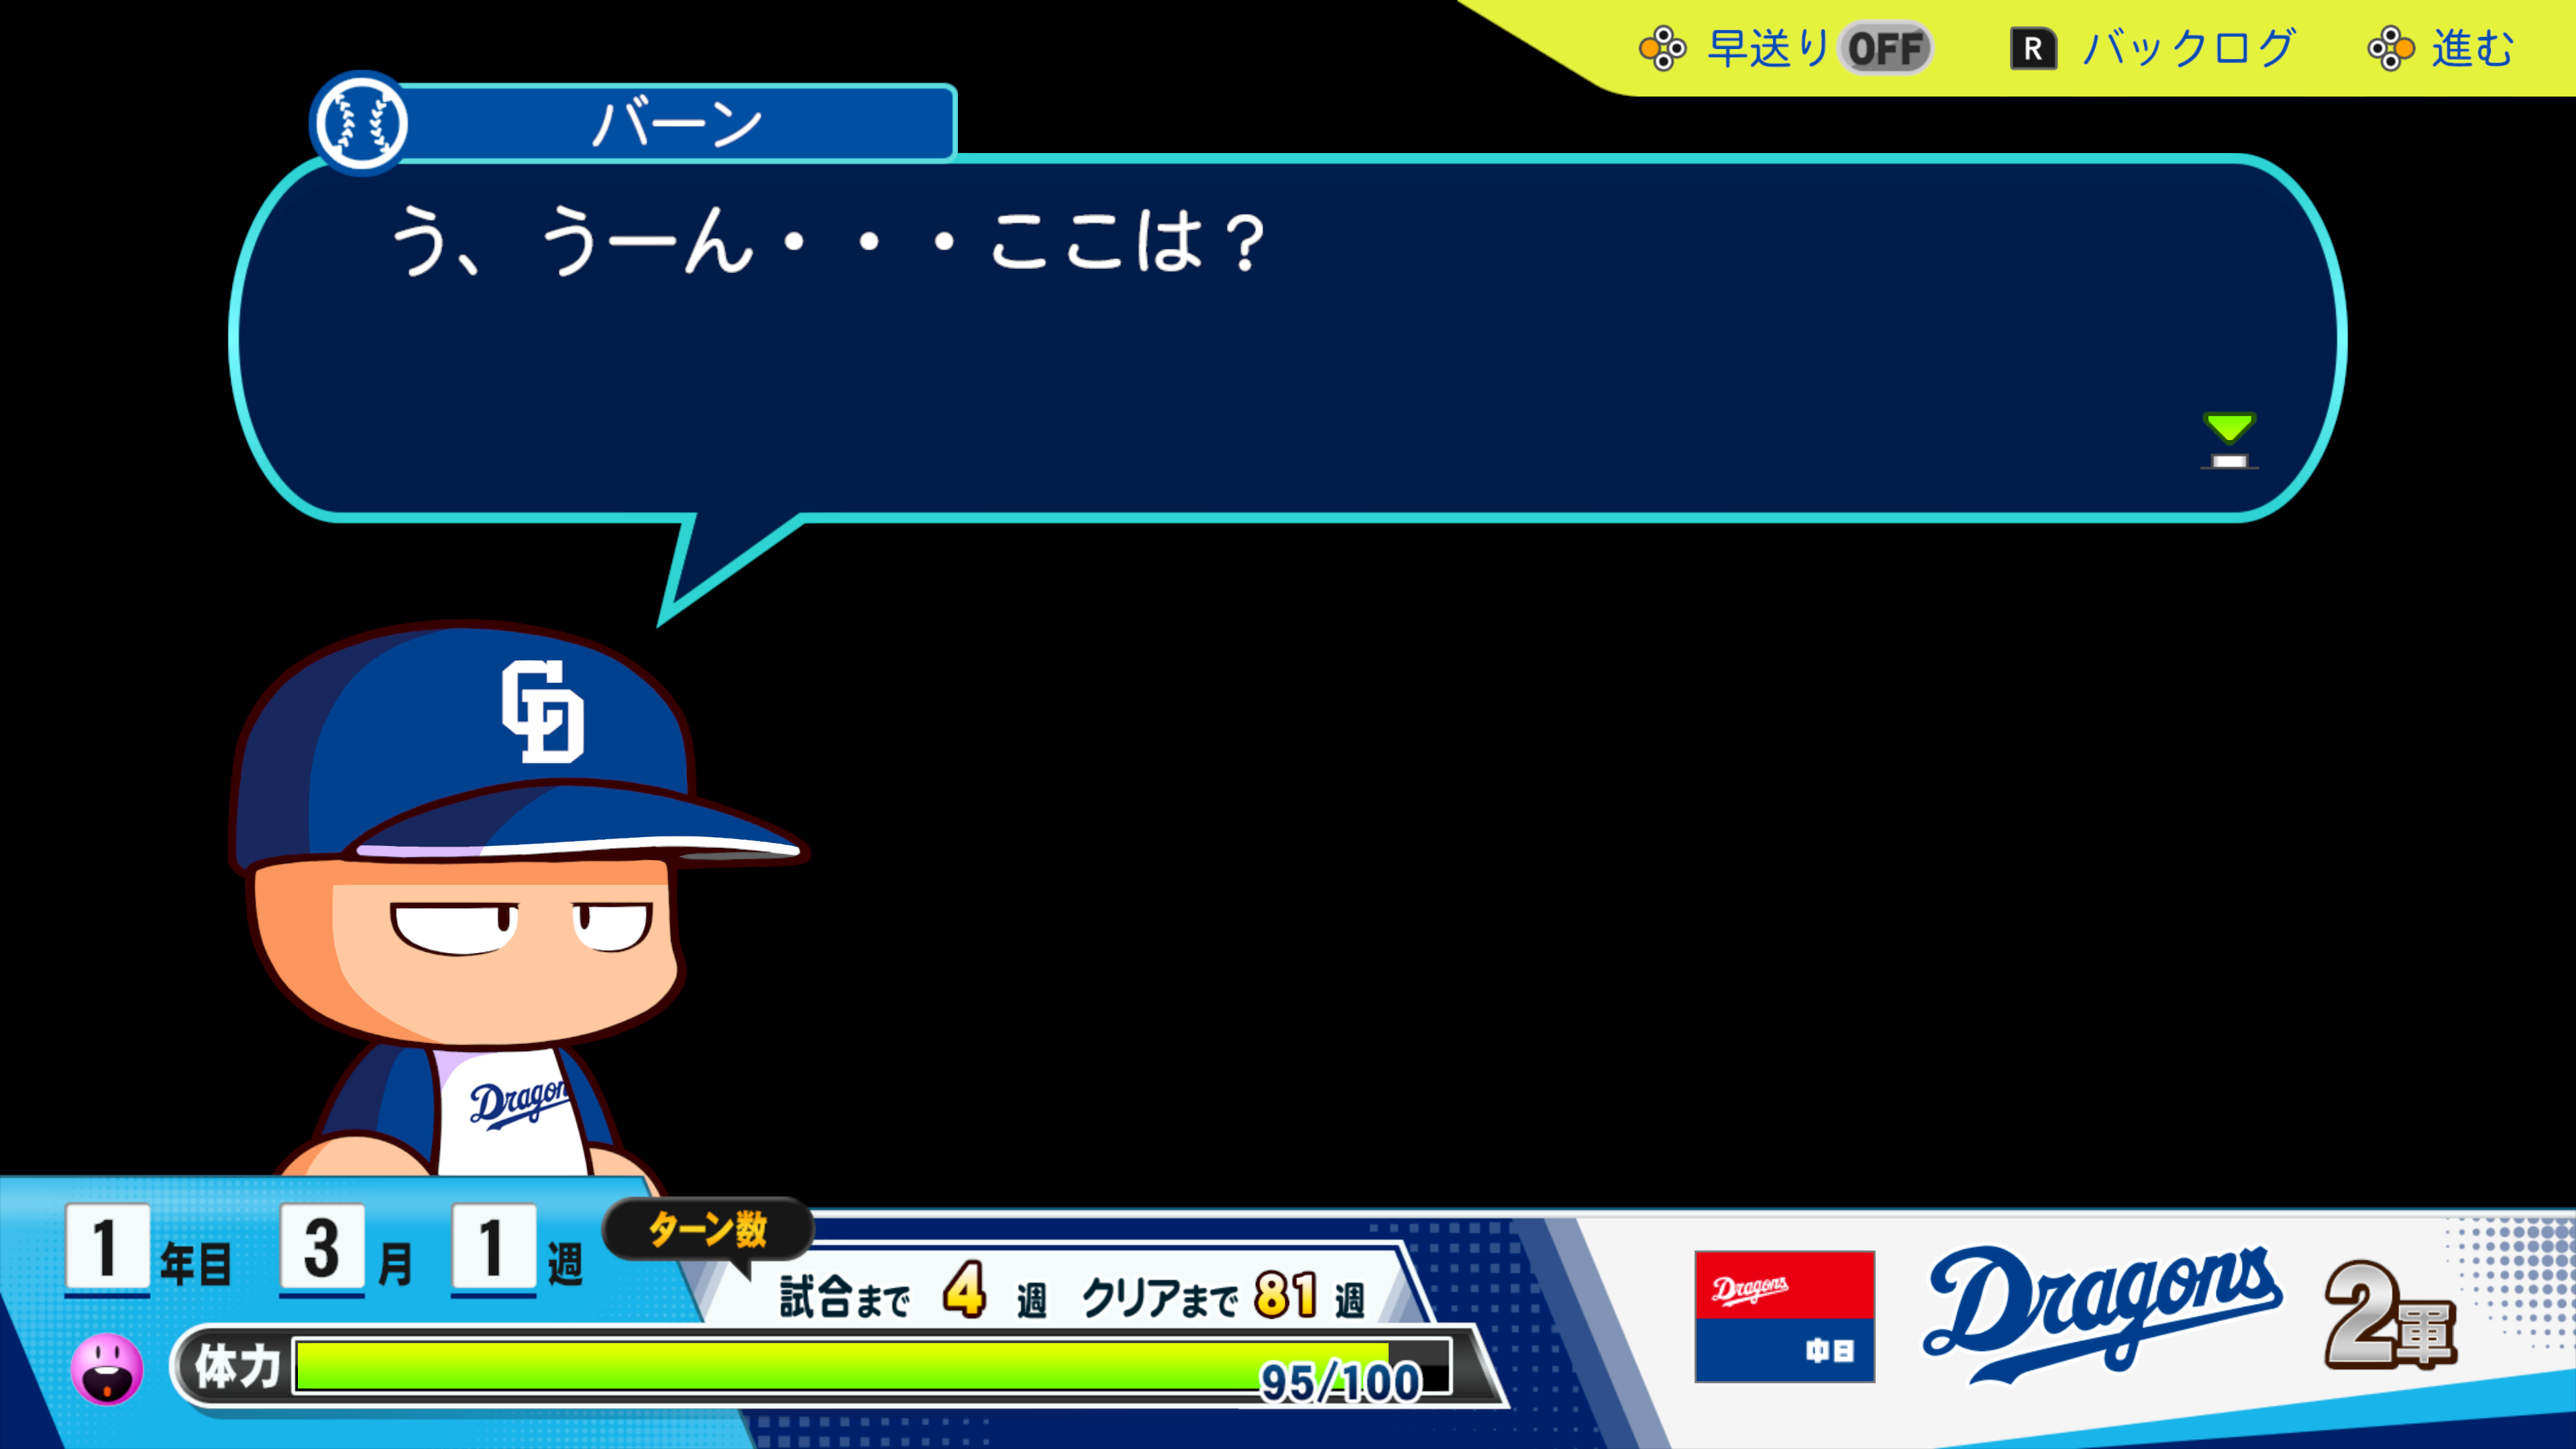 早送り OFF R バックログ 進む
バーン
う、うーん・・・ここは？
CD
Dragon
1年目 3月 1週
ターン数
試合まで 4 週 クリアまで 81 週
体力 95/100
Dragons
中日
Dragons 2軍